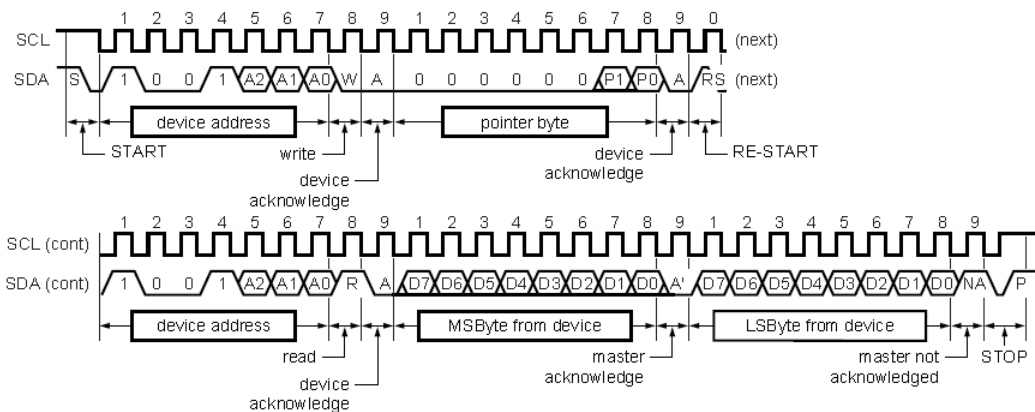 1 2 3 4 5 6 7 8 9 1 2 3 4 5 6 7 8 9 0
SCL (next)
SDA S 1 0 0 1 A2 A1 A0 W A 0 0 0 0 0 0 P1 P0 A RS (next)
device address pointer byte
START write device RE-START
device acknowledge
acknowledge
1 2 3 4 5 6 7 8 9 1 2 3 4 5 6 7 8 9 1 2 3 4 5 6 7 8 9
SCL (cont)
SDA (cont) 1 0 0 1 A2 A1 A0 R A D7 D6 D5 D4 D3 D2 D1 D0 A' D7 D6 D5 D4 D3 D2 D1 D0 NA P
device address MSByte from device LSByte from device
read master master not STOP
device acknowledge acknowledged
acknowledge